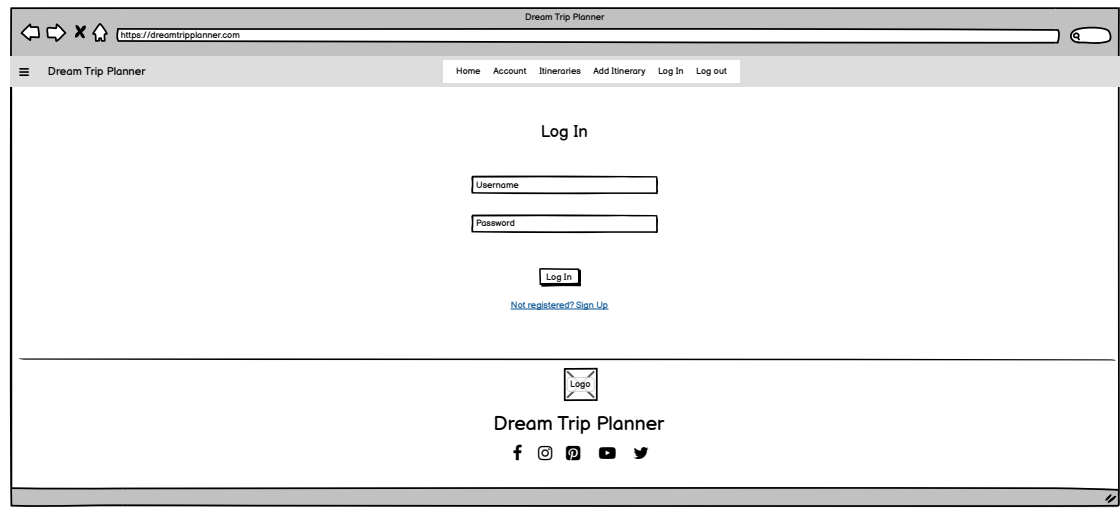 Dream Trip Planner
https://dreamtripplanner.com
Dream Trip Planner Home Account Itineraries Add Itinerary Log In Log out
Log In
Username
Password
Log In
Not registered? Sign Up
Logo
Dream Trip Planner